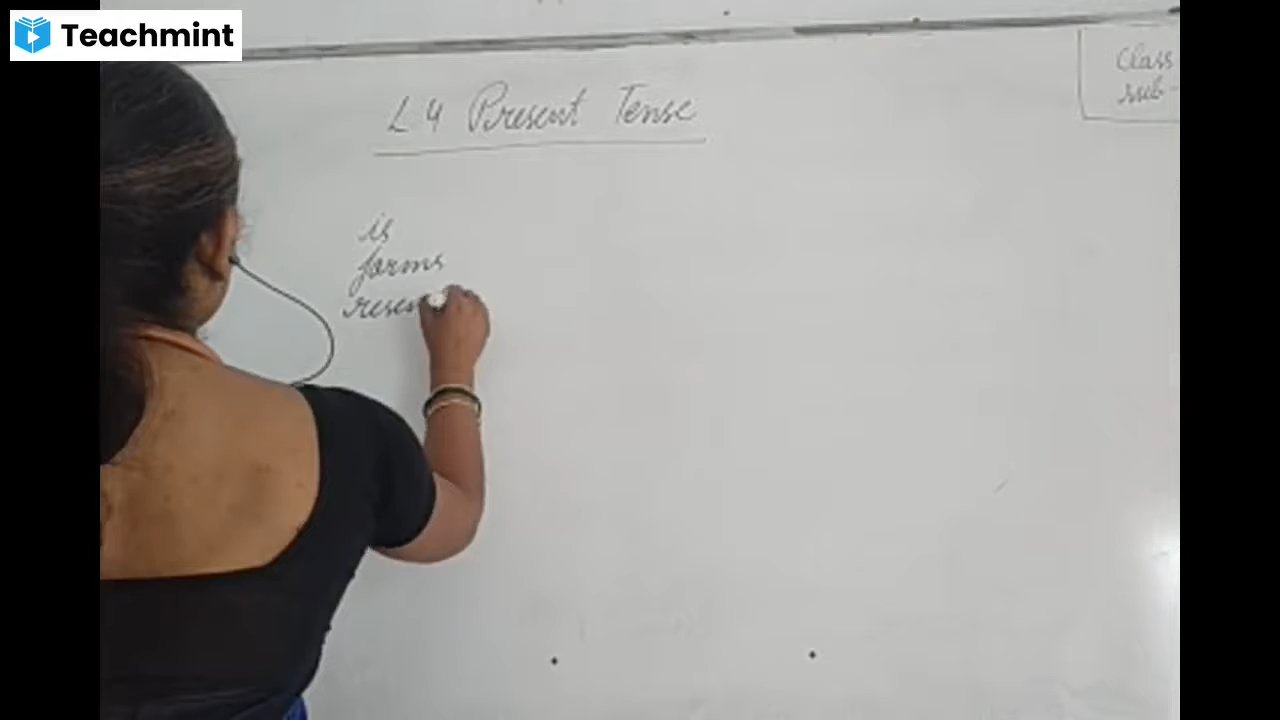 Teachmint
L 4 Present Tense
Class
sub-
is
forms